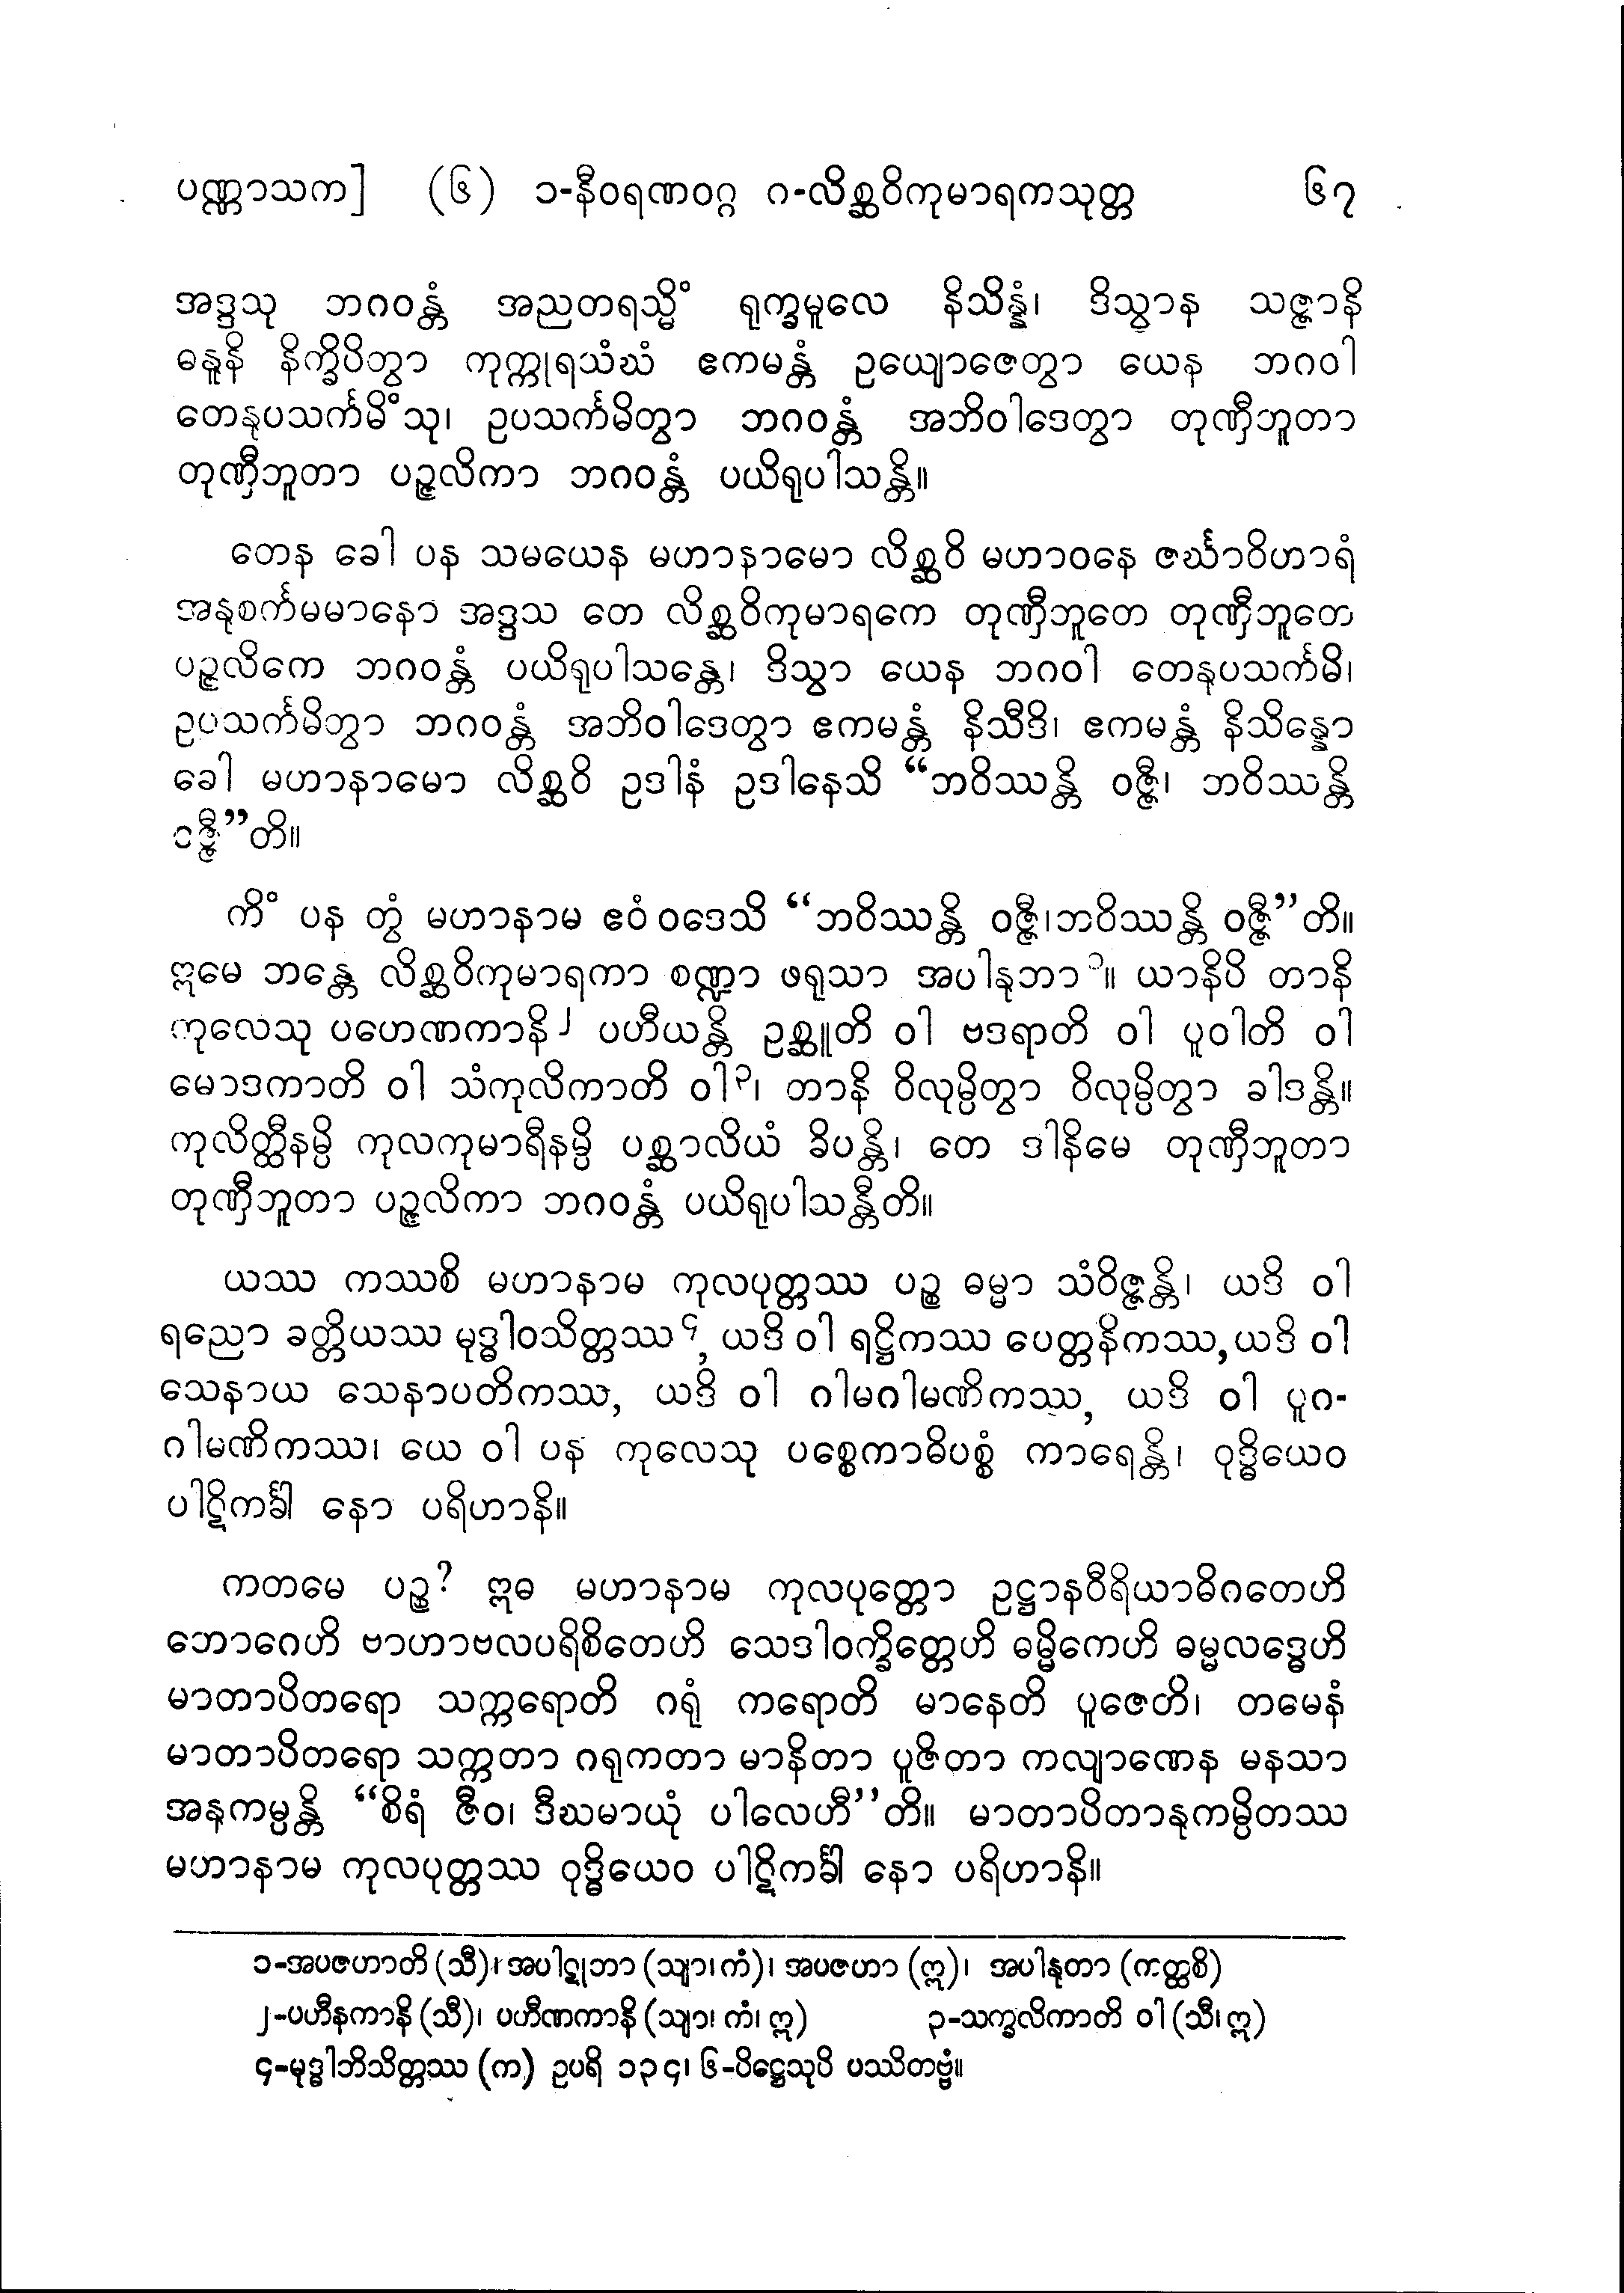 ပဏ္ဏာသက] (၆) ၁-နီဝရဏဝဂ္ဂ ဂ-လိစ္ဆဝိကုမာရကသုတ္တ ၆၇
အဒ္ဒသု ဘဂဝန္တံ အညတရသ္မိံ ရုက္ခမူလေ နိသိန္နံ၊ ဒိသွာန သဇ္ဇာနိ
ဓနူနိ နိက္ခိပိတွာ ကုက္ကုရသံဃံ ဧကမန္တံ ဥယျောဇေတွာ ယေန ဘဂဝါ
တေနုပသင်္ကမိံသု၊ ဥပသင်္ကမိတွာ ဘဂဝန္တံ အဘိဝါဒေတွာ တုဏှီဘူတာ
တုဏှီဘူတာ ပဉ္ဇလိကာ ဘဂဝန္တံ ပယိရုပါသန္တိ။
တေန ခေါ ပန သမယေန မဟာနာမော လိစ္ဆဝိ မဟာဝနေ ဇင်္ဃာဝိဟာရံ
အနုစင်္ကမမာနော အဒ္ဒသ တေ လိစ္ဆဝိကုမာရကေ တုဏှီဘူတေ တုဏှီဘူတေ
ပဉ္ဇလိကေ ဘဂဝန္တံ ပယိရုပါသန္တေ၊ ဒိသွာ ယေန ဘဂဝါ တေနုပသင်္ကမိ၊
ဥပသင်္ကမိတွာ ဘဂဝန္တံ အဘိဝါဒေတွာ ဧကမန္တံ နိသီဒိ၊ ဧကမန္တံ နိသိန္နော
ခေါ မဟာနာမော လိစ္ဆဝိ ဥဒါနံ ဥဒါနေသိ “ဘဝိဿန္တိ ဝဇ္ဇီ၊ ဘဝိဿန္တိ
ဝဇ္ဇီ”တိ။
ကိံ ပန တွံ မဟာနာမ ဧဝံ ဝဒေသိ “ဘဝိဿန္တိ ဝဇ္ဇီ၊ဘဝိဿန္တိ ဝဇ္ဇီ”တိ။
ဣမေ ဘန္တေ လိစ္ဆဝိကုမာရကာ စဏ္ဍာ ဖရုသာ အပါနုဘာ၁။ ယာနိပိ တာနိ
ကုလေသု ပဟေဏကာနိ၂ ပဟီယန္တိ ဥစ္ဆူတိ ဝါ ဗဒရာတိ ဝါ ပူဝါတိ ဝါ
မောဒကာတိ ဝါ သံကုလိကာတိ ဝါ၃၊ တာနိ ဝိလုမ္ပိတွာ ဝိလုမ္ပိတွာ ခါဒန္တိ။
ကုလိတ္ထီနမ္ပိ ကုလကုမာရီနမ္ပိ ပစ္ဆာလိယံ ခိပန္တိ၊ တေ ဒါနိမေ တုဏှီဘူတာ
တုဏှီဘူတာ ပဉ္ဇလိကာ ဘဂဝန္တံ ပယိရုပါသန္တီတိ။
ယဿ ကဿစိ မဟာနာမ ကုလပုတ္တဿ ပဉ္စ ဓမ္မာ သံဝိဇ္ဇန္တိ၊ ယဒိ ဝါ
ရညော ခတ္တိယဿ မုဒ္ဓါဝသိတ္တဿ၄, ယဒိ ဝါ ရဋ္ဌိကဿ ပေတ္တနိကဿ,ယဒိ ဝါ
သေနာယ သေနာပတိကဿ, ယဒိ ဝါ ဂါမဂါမဏိကဿ, ယဒိ ဝါ ပူဂ-
ဂါမဏိကဿ၊ ယေ ဝါ ပန ကုလေသု ပစ္စေကာဓိပစ္စံ ကာရေန္တိ၊ ဝုဒ္ဓိယေဝ
ပါဋိကင်္ခါ နော ပရိဟာနိ။
ကတမေ ပဉ္စ? ဣဓ မဟာနာမ ကုလပုတ္တော ဥဋ္ဌာနဝီရိယာဓိဂတေဟိ
ဘောဂေဟိ ဗာဟာဗလပရိစိတေဟိ သေဒါဝက္ခိတ္တေဟိ ဓမ္မိကေဟိ ဓမ္မလဒ္ဓေဟိ
မာတာပိတရော သက္ကရောတိ ဂရုံ ကရောတိ မာနေတိ ပူဇေတိ၊ တမေနံ
မာတာပိတရော သက္ကတာ ဂရုကတာ မာနိတာ ပူဇိတာ ကလျာဏေန မနသာ
အနုကမ္ပန္တိ “စိရံ ဇီဝ၊ ဒီဃမာယုံ ပါလေဟီ”တိ။ မာတာပိတာနုကမ္ပိတဿ
မဟာနာမ ကုလပုတ္တဿ ဝုဒ္ဓိယေဝ ပါဋိကင်္ခါ နော ပရိဟာနိ။
၁-အပဇဟာတိ (သီ)၊ အပါဋုဘာ (သျာ၊ ကံ)၊ အပဇဟာ (ဣ)၊ အပါနုတာ (ကတ္ထစိ)
၂-ပဟီနကာနိ (သီ)၊ ပဟီဏကာနိ (သျာ၊ ကံ၊ ဣ) ၃-သက္ခလိကာတိ ဝါ (သီ၊ ဣ)
၄-မုဒ္ဓါဘိသိတ္တဿ (က) ဥပရိ ၁၃၄၊ ၆-ပိဋ္ဌေသုပိ ပဿိတဗ္ဗံ။